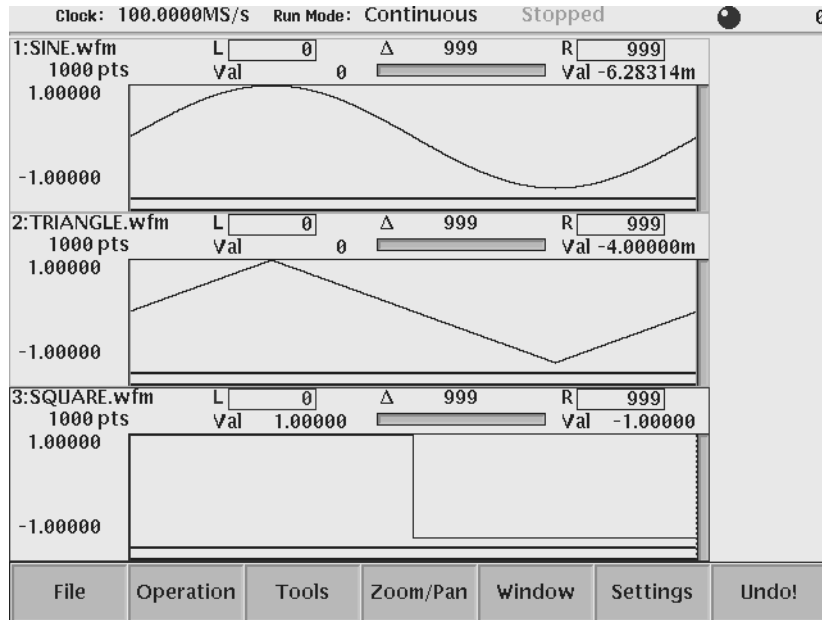 Clock: 100.0000MS/s Run Mode: Continuous Stopped
1:SINE.wfm L 0 Δ 999 R 999
1000 pts Val 0 Val -6.28314m
1.00000
-1.00000
2:TRIANGLE.wfm L 0 Δ 999 R 999
1000 pts Val 0 Val -4.00000m
1.00000
-1.00000
3:SQUARE.wfm L 0 Δ 999 R 999
1000 pts Val 1.00000 Val -1.00000
1.00000
-1.00000
File Operation Tools Zoom/Pan Window Settings Undo!